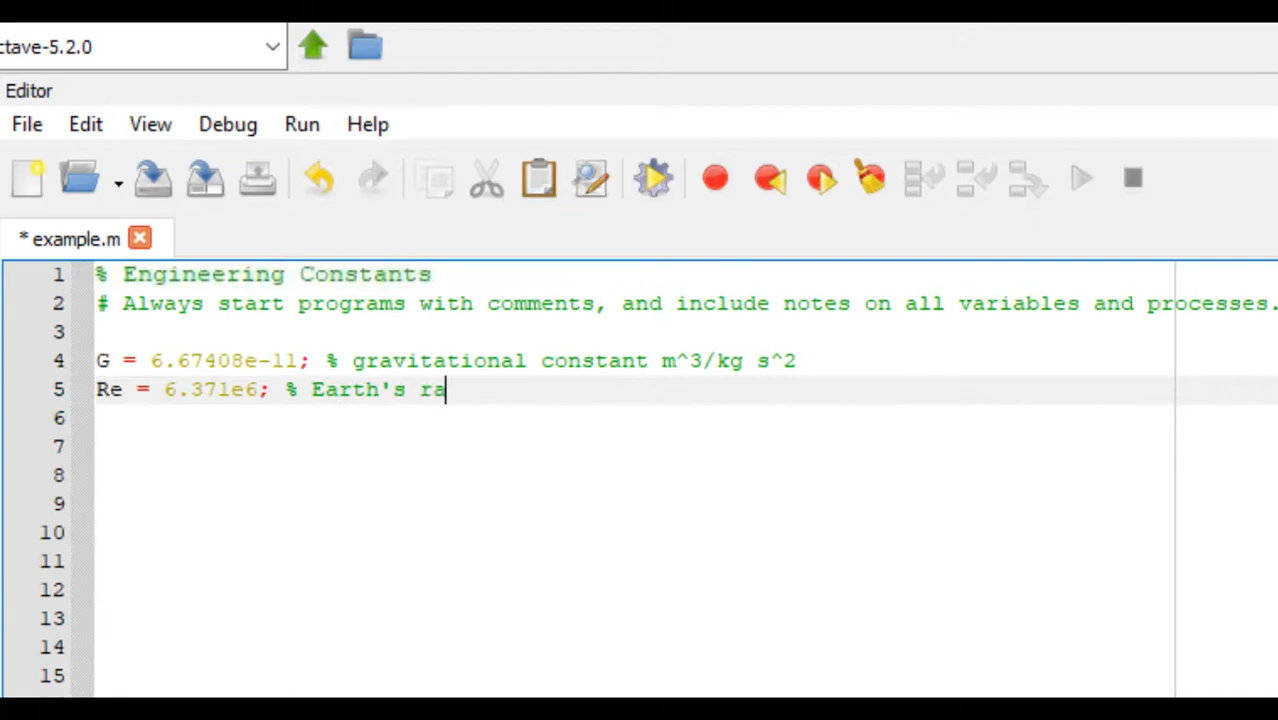 ctave-5.2.0
Editor
File Edit View Debug Run Help
* example.m
1 % Engineering Constants
2 # Always start programs with comments, and include notes on all variables and processes.
3
4 G = 6.67408e-11; % gravitational constant m^3/kg s^2
5 Re = 6.371e6; % Earth's ra
6
7
8
9
10
11
12
13
14
15